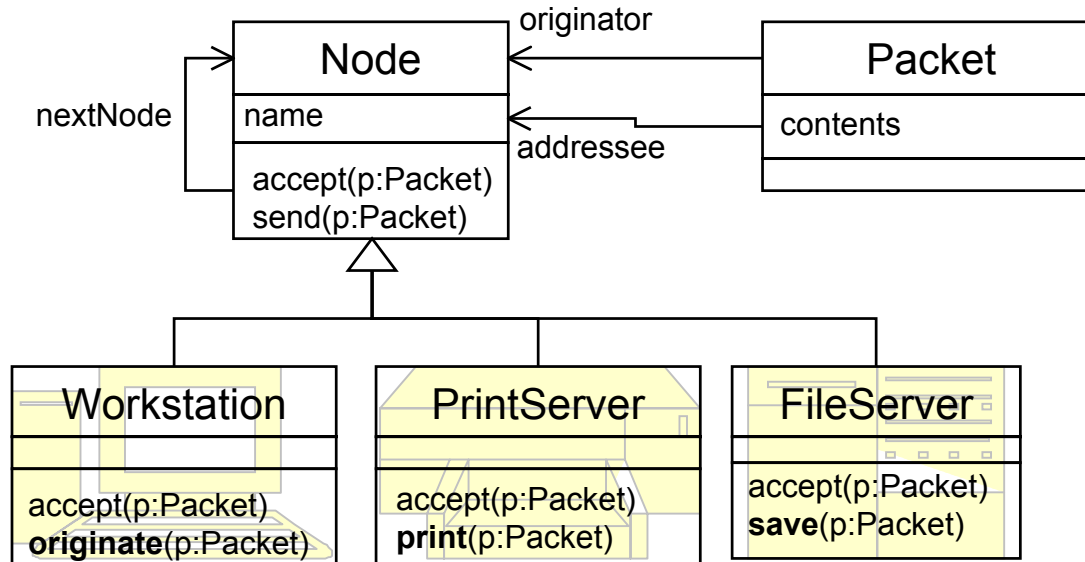 originator
Node
Packet
nextNode
name
contents
addressee
accept(p:Packet)
send(p:Packet)
Workstation
PrintServer
FileServer
accept(p:Packet)
originate(p:Packet)
accept(p:Packet)
print(p:Packet)
accept(p:Packet)
save(p:Packet)